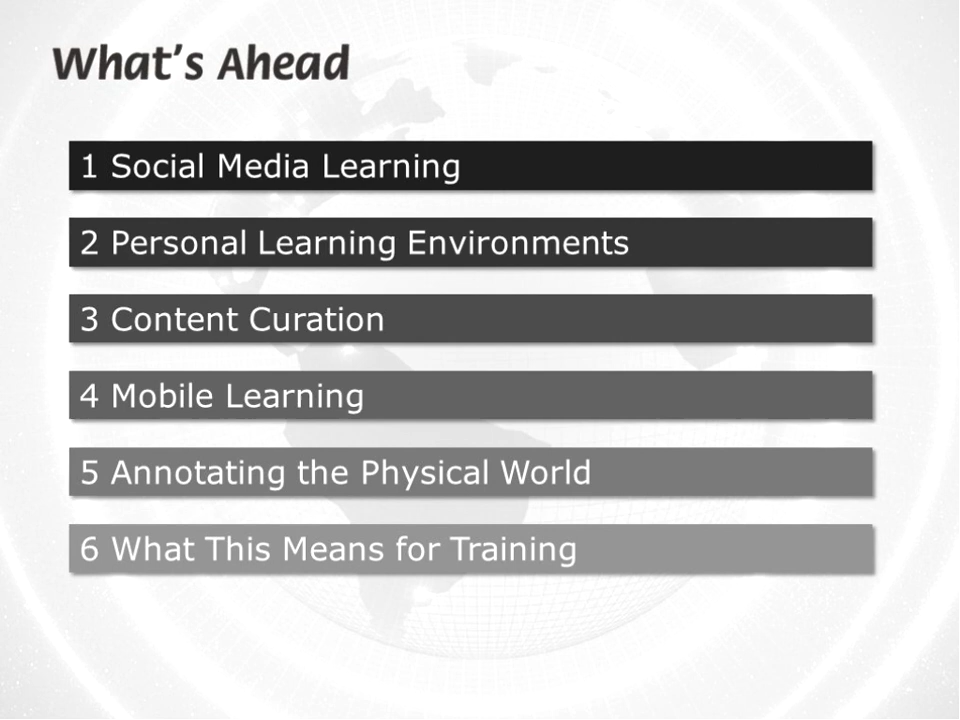 What's Ahead
1 Social Media Learning
2 Personal Learning Environments
3 Content Curation
4 Mobile Learning
5 Annotating the Physical World
6 What This Means for Training